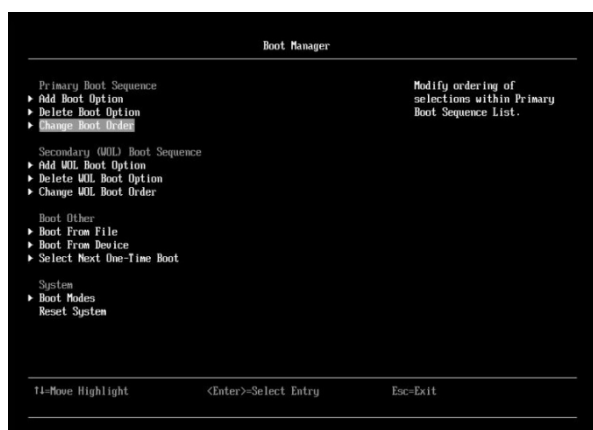 Boot Manager
Primary Boot Sequence
Add Boot Option
Delete Boot Option
Change Boot Order
Modify ordering of
selections within Primary
Boot Sequence List.
Secondary (WOL) Boot Sequence
Add WOL Boot Option
Delete WOL Boot Option
Change WOL Boot Order
Boot Other
Boot From File
Boot From Device
Select Next One-Time Boot
System
Boot Modes
Reset System
↑↓=Move Highlight
<Enter>=Select Entry
Esc=Exit